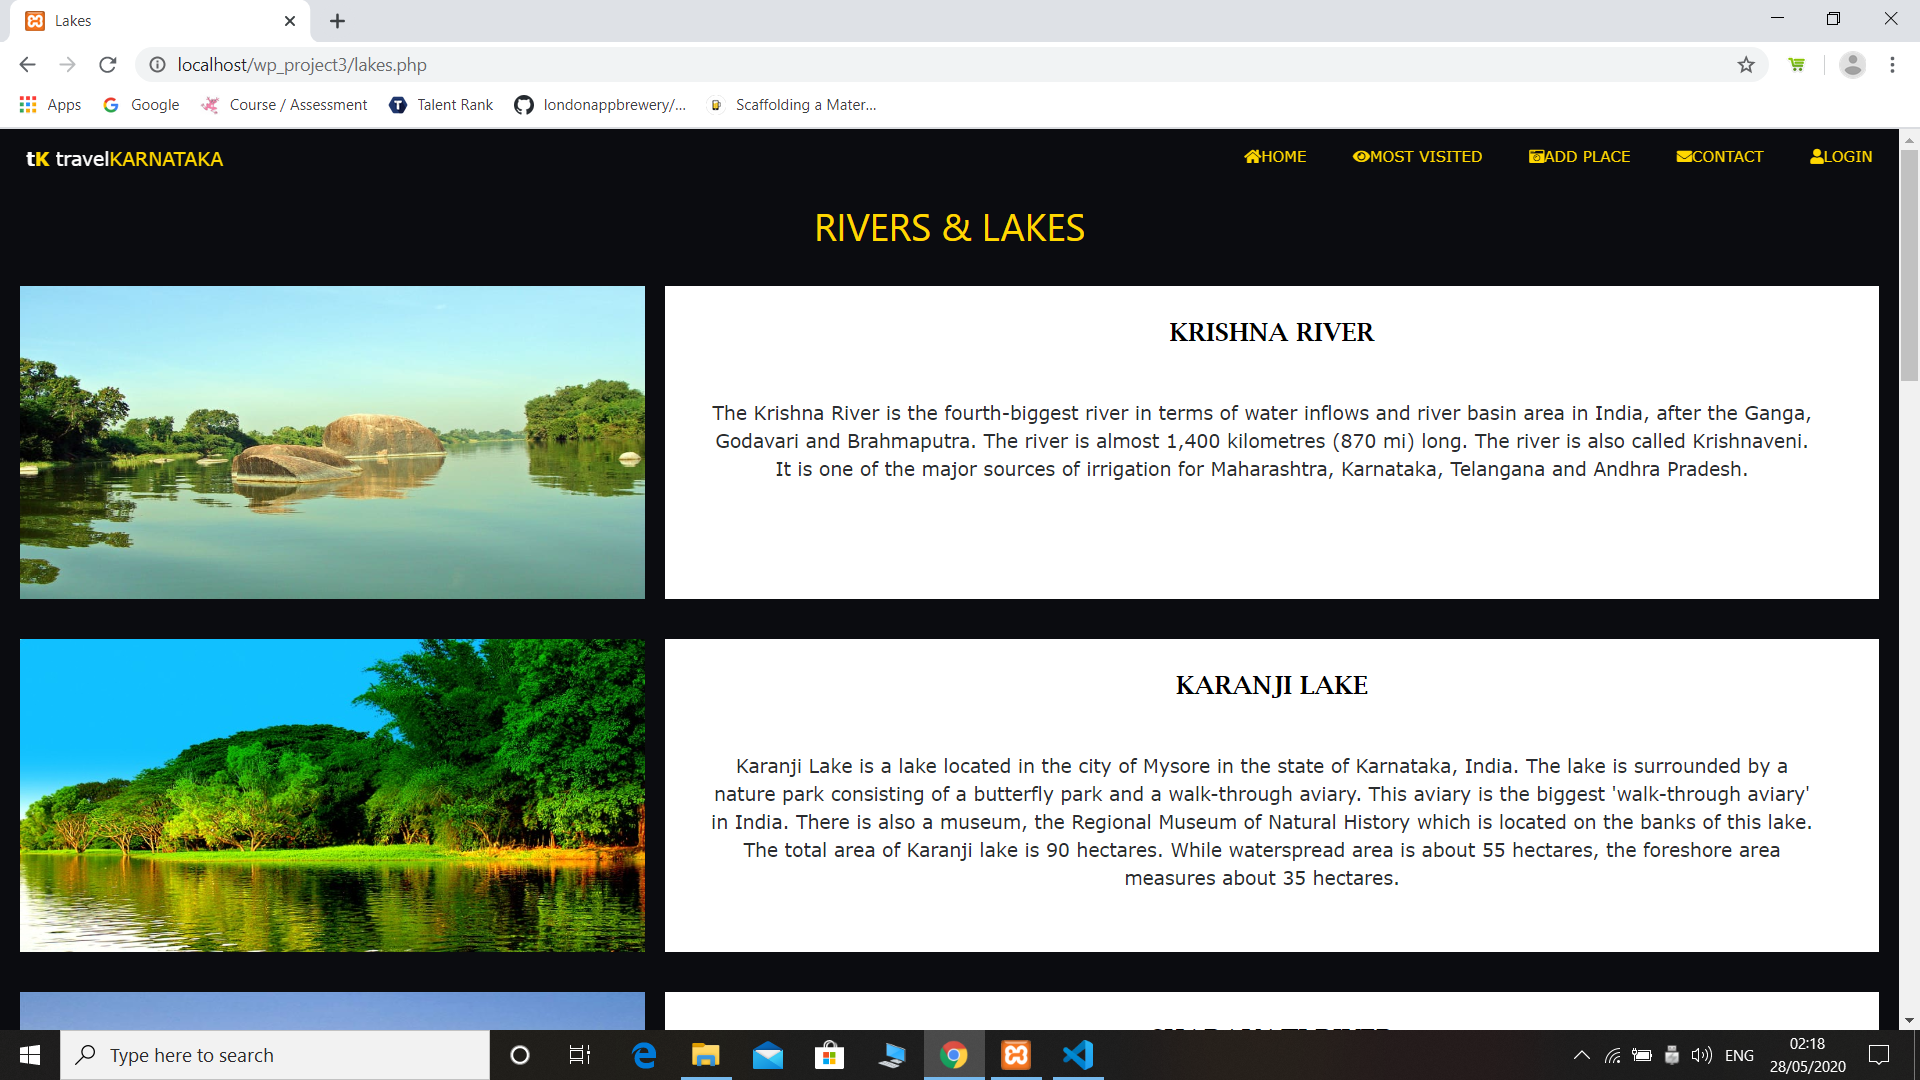 Lakes
localhost/wp_project3/lakes.php
Apps
Google
Course / Assessment
Talent Rank
londonappbrewery/...
Scaffolding a Mater...
tK travelKARNATAKA
HOME
MOST VISITED
ADD PLACE
CONTACT
LOGIN
RIVERS & LAKES
KRISHNA RIVER
The Krishna River is the fourth-biggest river in terms of water inflows and river basin area in India, after the Ganga,
Godavari and Brahmaputra. The river is almost 1,400 kilometres (870 mi) long. The river is also called Krishnaveni.
It is one of the major sources of irrigation for Maharashtra, Karnataka, Telangana and Andhra Pradesh.
KARANJI LAKE
Karanji Lake is a lake located in the city of Mysore in the state of Karnataka, India. The lake is surrounded by a
nature park consisting of a butterfly park and a walk-through aviary. This aviary is the biggest 'walk-through aviary'
in India. There is also a museum, the Regional Museum of Natural History which is located on the banks of this lake.
The total area of Karanji lake is 90 hectares. While waterspread area is about 55 hectares, the foreshore area
measures about 35 hectares.
Type here to search
ENG
02:18
28/05/2020